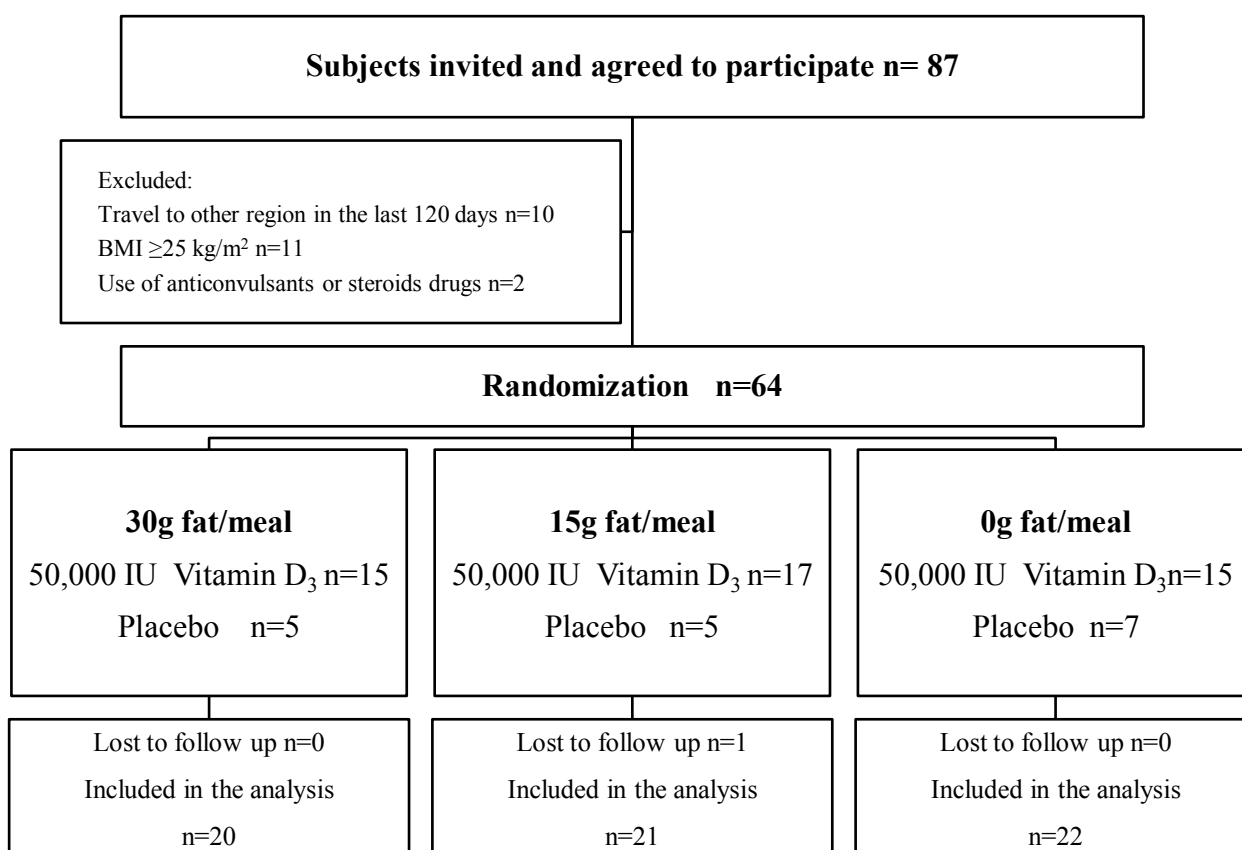 Subjects invited and agreed to participate n= 87
Excluded:
Travel to other region in the last 120 days n=10
BMI ≥25 kg/m² n=11
Use of anticonvulsants or steroids drugs n=2
Randomization n=64
30g fat/meal
50,000 IU Vitamin D₃ n=15
Placebo n=5
15g fat/meal
50,000 IU Vitamin D₃ n=17
Placebo n=5
0g fat/meal
50,000 IU Vitamin D₃n=15
Placebo n=7
Lost to follow up n=0
Included in the analysis
n=20
Lost to follow up n=1
Included in the analysis
n=21
Lost to follow up n=0
Included in the analysis
n=22